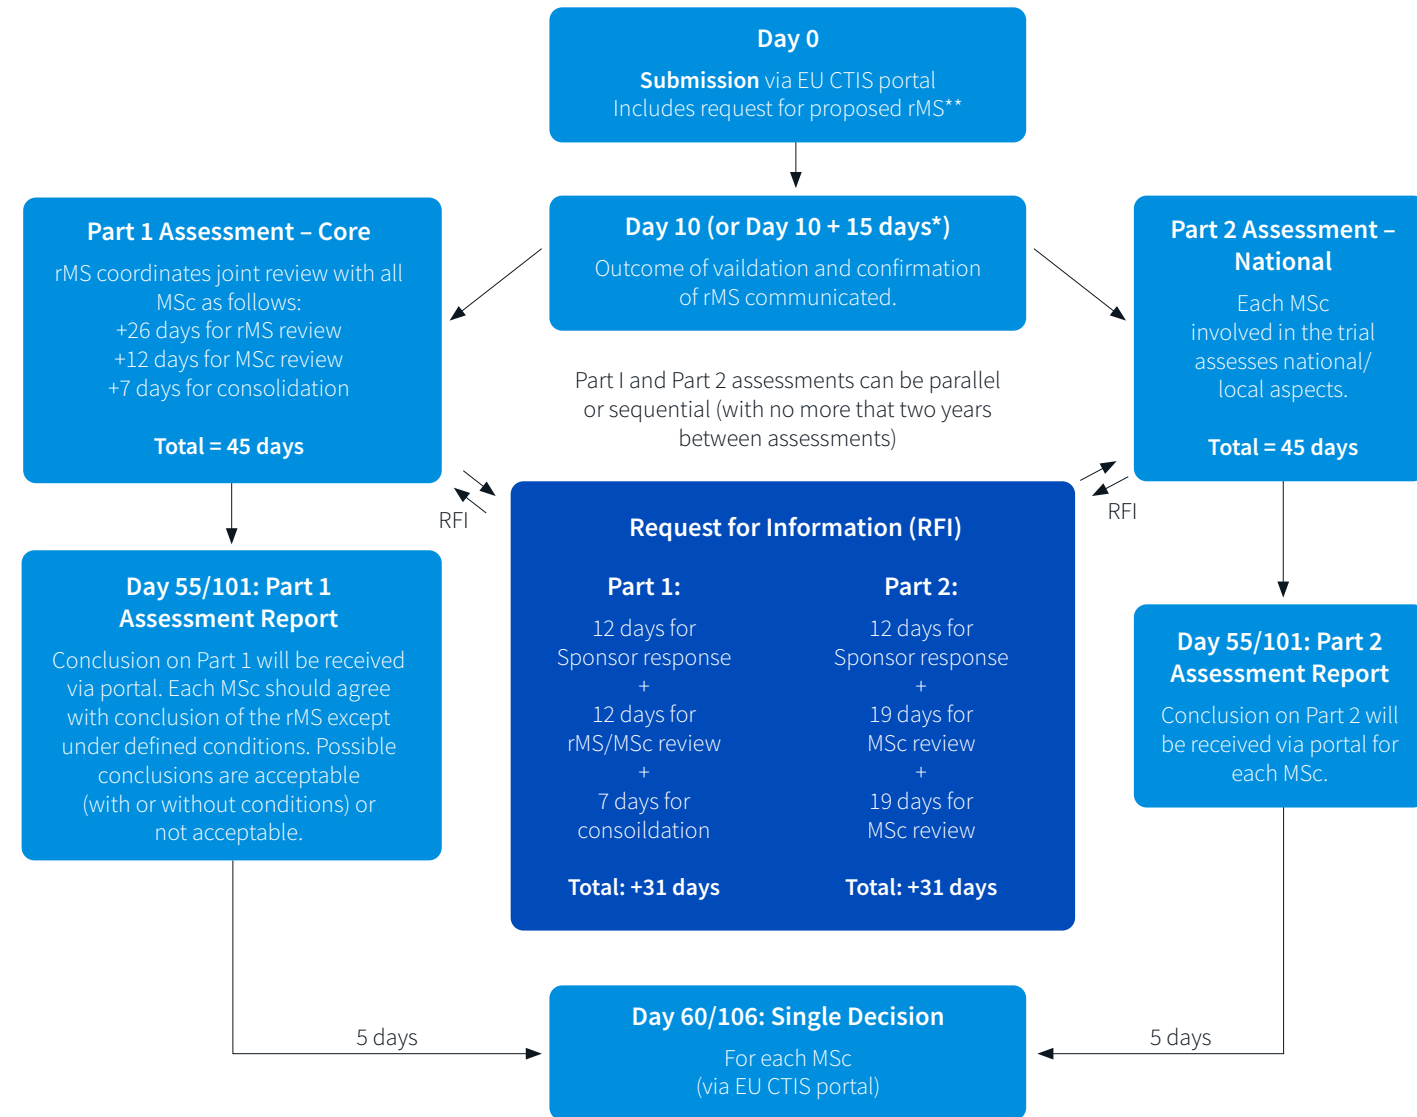 Day 0
Submission via EU CTIS portal
Includes request for proposed rMS**
Part 1 Assessment – Core
rMS coordinates joint review with all
MSc as follows:
+26 days for rMS review
+12 days for MSc review
+7 days for consolidation
Total = 45 days
Day 10 (or Day 10 + 15 days*)
Outcome of vaildation and confirmation
of rMS communicated.
Part 2 Assessment –
National
Each MSc
involved in the trial
assesses national/
local aspects.
Total = 45 days
Part I and Part 2 assessments can be parallel
or sequential (with no more that two years
between assessments)
RFI
RFI
Request for Information (RFI)
Part 1:
12 days for
Sponsor response
+
12 days for
rMS/MSc review
+
7 days for
consoildation
Total: +31 days
Part 2:
12 days for
Sponsor response
+
19 days for
MSc review
+
19 days for
MSc review
Total: +31 days
Day 55/101: Part 1
Assessment Report
Conclusion on Part 1 will be received
via portal. Each MSc should agree
with conclusion of the rMS except
under defined conditions. Possible
conclusions are acceptable
(with or without conditions) or
not acceptable.
Day 55/101: Part 2
Assessment Report
Conclusion on Part 2 will
be received via portal for
each MSc.
5 days
5 days
Day 60/106: Single Decision
For each MSc
(via EU CTIS portal)